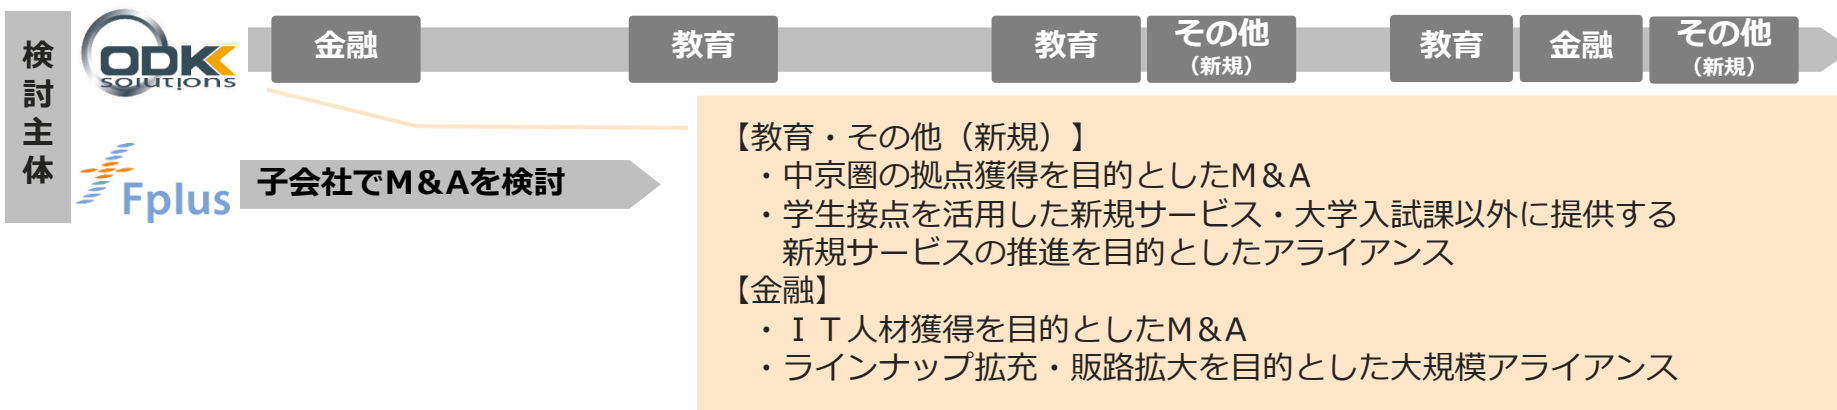 検討主体
ODK
solutions
金融
教育
教育
その他
（新規）
教育
金融
その他
（新規）
Fplus
子会社でM＆Aを検討
【教育・その他（新規）】
・中京圏の拠点獲得を目的としたM＆A
・学生接点を活用した新規サービス・大学入試課以外に提供する
新規サービスの推進を目的としたアライアンス
【金融】
・ＩＴ人材獲得を目的としたM＆A
・ラインナップ拡充・販路拡大を目的とした大規模アライアンス